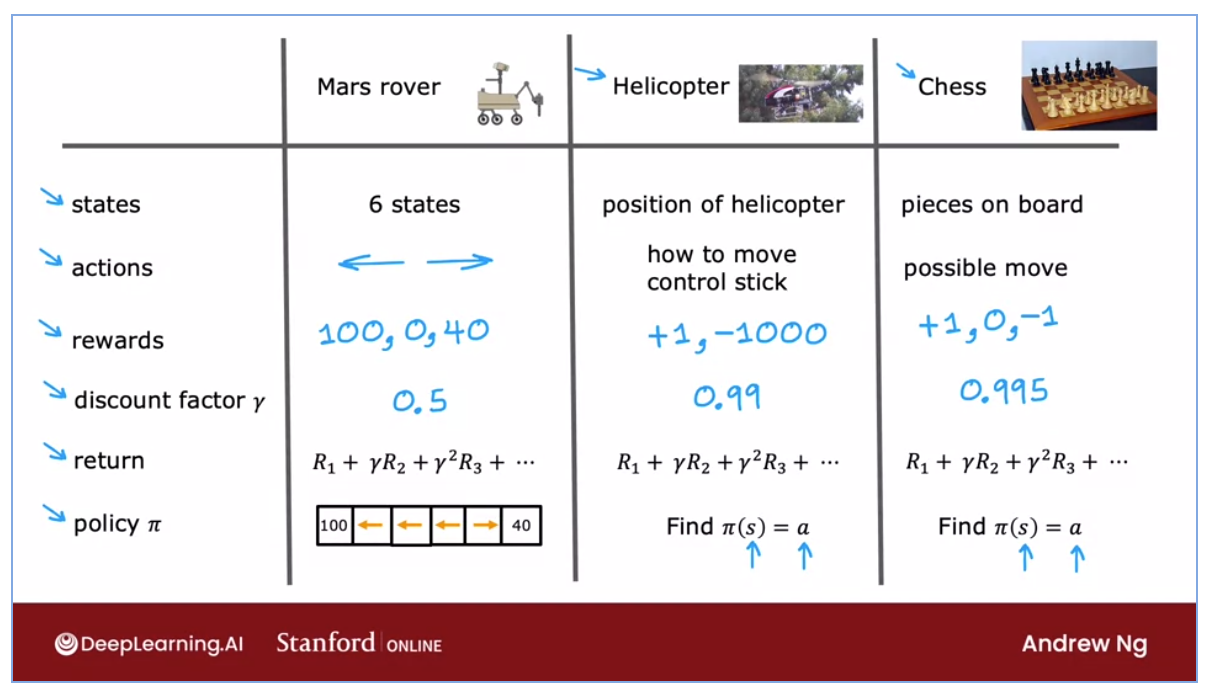 Mars rover
Helicopter
Chess
states
6 states
position of helicopter
pieces on board
actions
← →
how to move
control stick
possible move
rewards
100, 0, 40
+1, -1000
+1, 0, -1
discount factor γ
0.5
0.99
0.995
return
R₁ + γR₂ + γ²R₃ + ⋯
R₁ + γR₂ + γ²R₃ + ⋯
R₁ + γR₂ + γ²R₃ + ⋯
policy π
100 ← ← ← → 40
Find π(s) = a
Find π(s) = a
DeepLearning.AI
Stanford | ONLINE
Andrew Ng